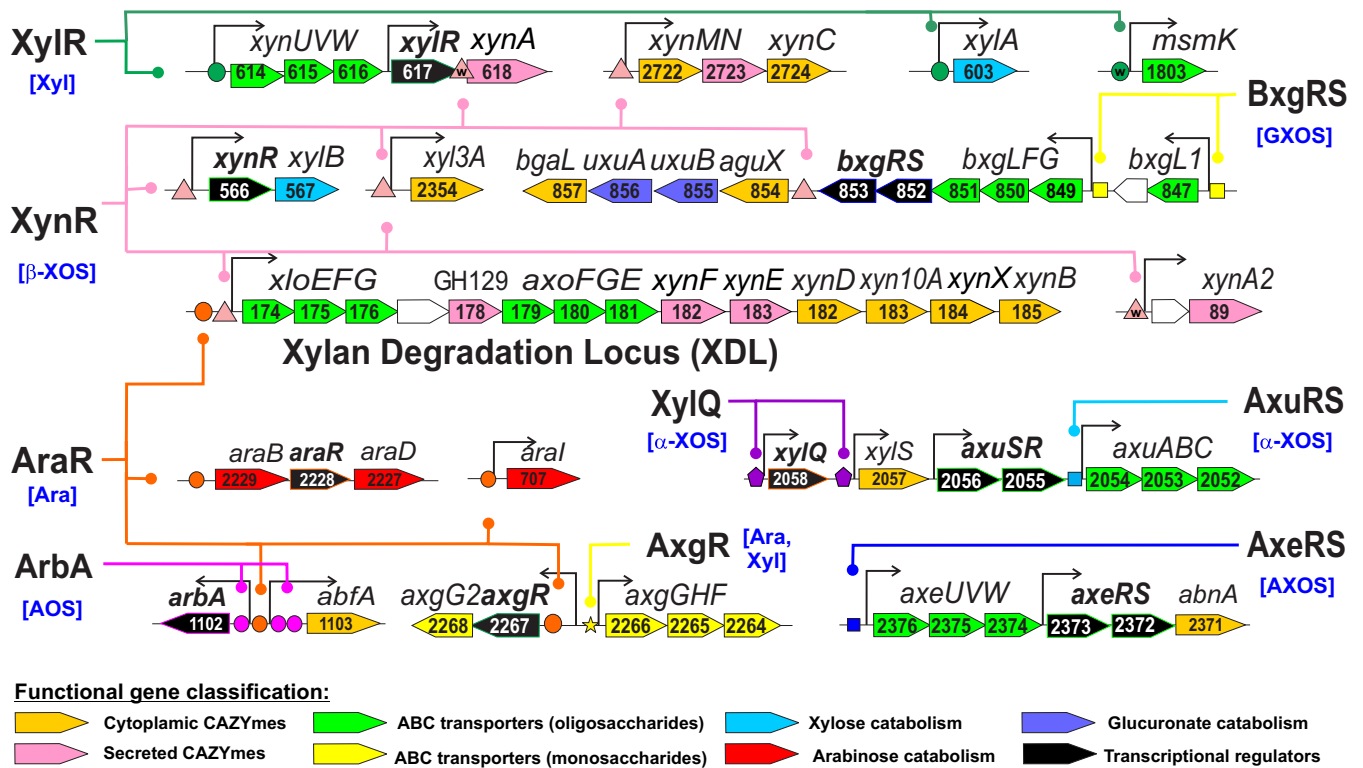 XylR
[Xyl]
xynUVW xylR xynA xynMN xynC xylA msmK
614 615 616 617 w 618 2722 2723 2724 603 w 1803
BxgRS
[GXOS]
xynR xylB xyl3A bgaL uxuA uxuB aguX bxgRS bxgLFG bxgL1
566 567 2354 857 856 855 854 853 852 851 850 849 847
XynR
[β-XOS]
xloEFG GH129 axoFGE xynF xynE xynD xyn10A xynX xynB xynA2
174 175 176 178 179 180 181 182 183 182 183 184 185 w 89
Xylan Degradation Locus (XDL)
XylQ
[α-XOS]
AxuRS
[α-XOS]
AraR
[Ara]
araB araR araD araI xylQ xylS axuSR axuABC
2229 2228 2227 707 2058 2057 2056 2055 2054 2053 2052
ArbA
[AOS]
AxgR [Ara,
Xyl]
AxeRS
[AXOS]
arbA abfA axgG2 axgR axgGHF axeUVW axeRS abnA
1102 1103 2268 2267 2266 2265 2264 2376 2375 2374 2373 2372 2371
Functional gene classification:
Cytoplamic CAZYmes ABC transporters (oligosaccharides) Xylose catabolism Glucuronate catabolism
Secreted CAZYmes ABC transporters (monosaccharides) Arabinose catabolism Transcriptional regulators